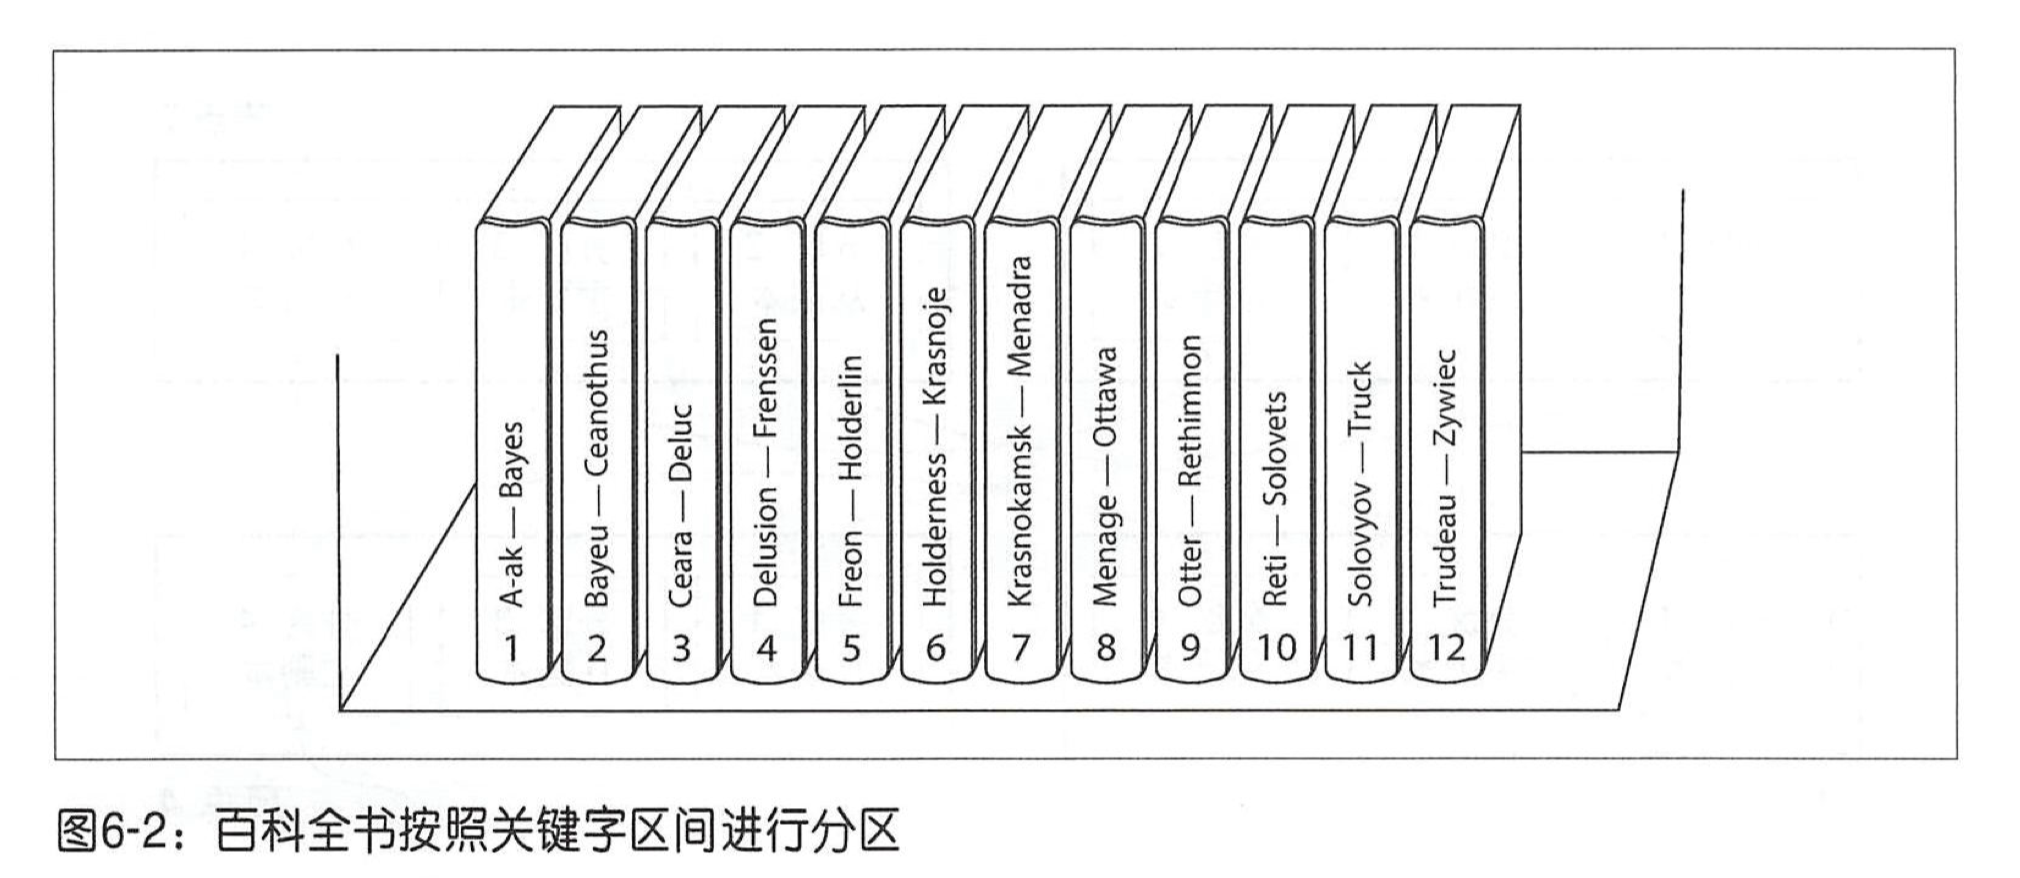 1 A-ak — Bayes
2 Bayeu — Ceanothus
3 Ceara — Deluc
4 Delusion — Frenssen
5 Freon — Holderlin
6 Holderness — Krasnoje
7 Krasnokamsk — Menadra
8 Menage — Ottawa
9 Otter — Rethimnon
10 Reti — Solovets
11 Solovyov — Truck
12 Trudeau — Zywiec
图6-2：百科全书按照关键字区间进行分区